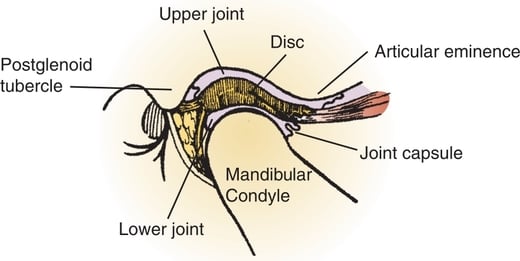 Upper joint
Disc
Articular eminence
Postglenoid
tubercle
Joint capsule
Mandibular
Condyle
Lower joint